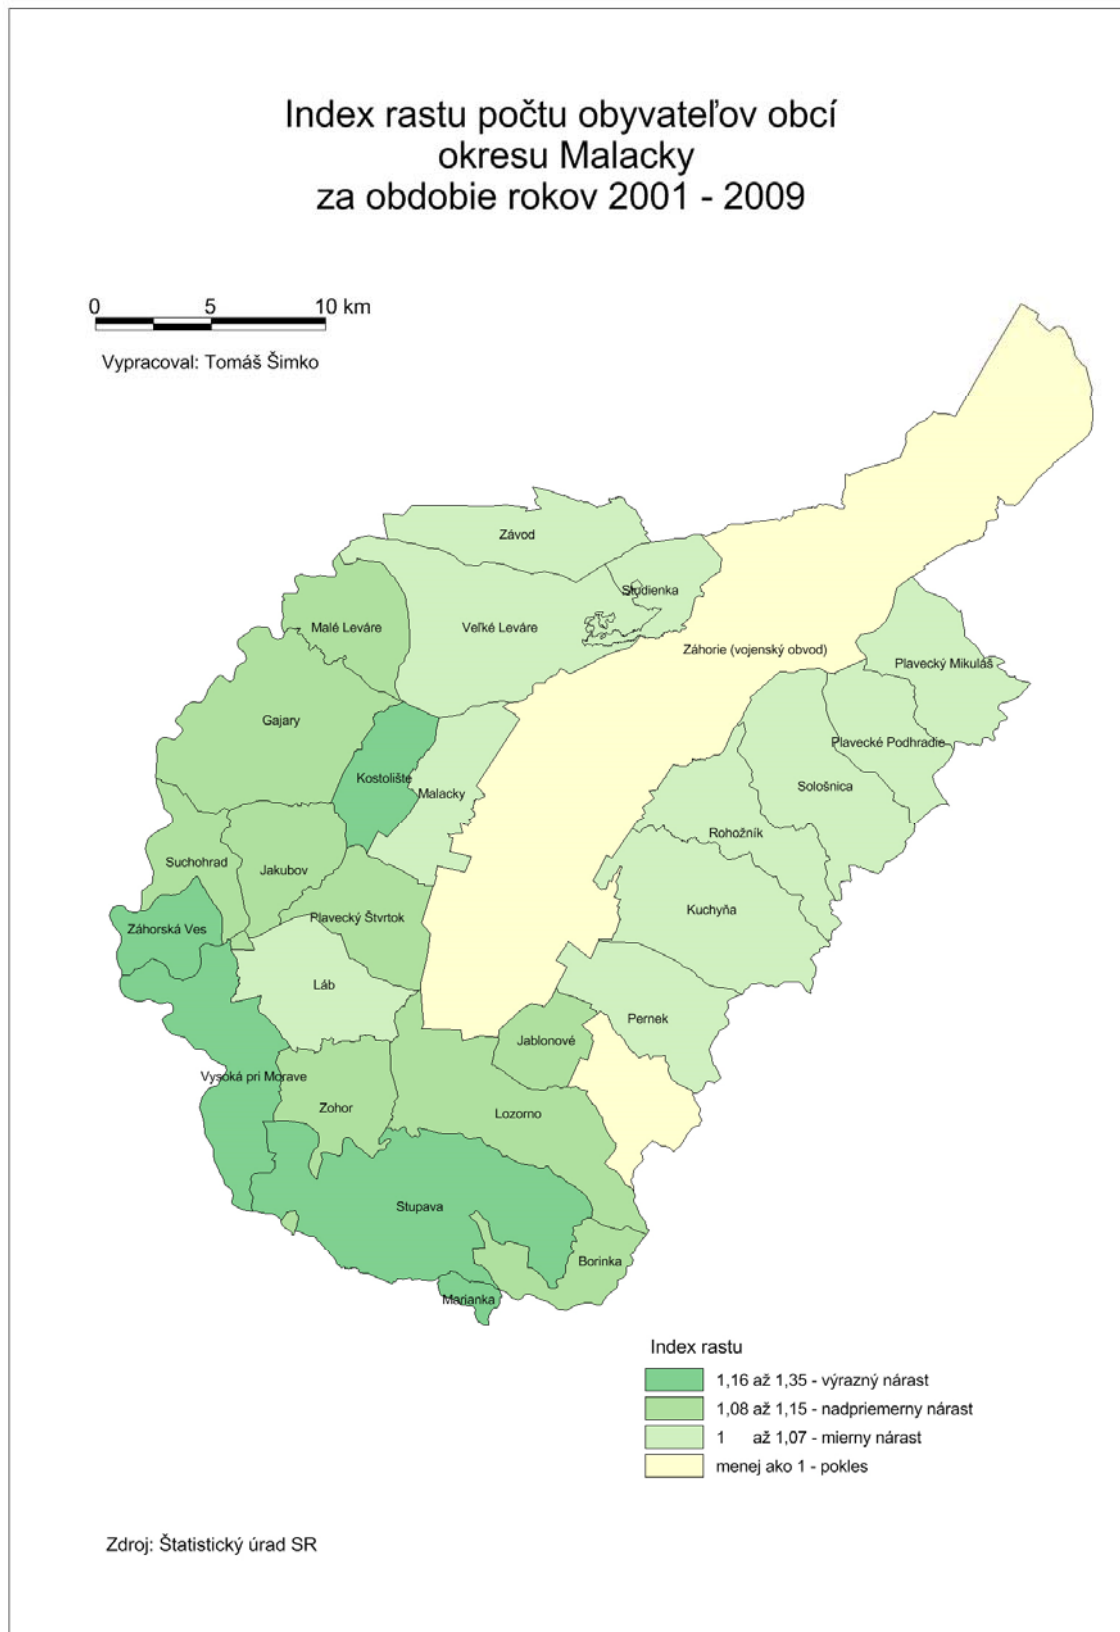 Index rastu počtu obyvateľov obcí
okresu Malacky
za obdobie rokov 2001 - 2009
0 5 10 km
Vypracoval: Tomáš Šimko
Závod
Studienka
Malé Leváre
Veľké Leváre
Záhorie (vojenský obvod)
Plavecký Mikuláš
Gajary
Plavecké Podhradie
Kostolište
Sološnica
Malacky
Rohožník
Suchohrad
Jakubov
Kuchyňa
Plavecký Štvrtok
Záhorská Ves
Láb
Pernek
Jablonové
Vysoká pri Morave
Zohor
Lozorno
Stupava
Borinka
Marianka
Index rastu
1,16 až 1,35 - výrazný nárast
1,08 až 1,15 - nadpriemerny nárast
1 až 1,07 - mierny nárast
menej ako 1 - pokles
Zdroj: Štatistický úrad SR